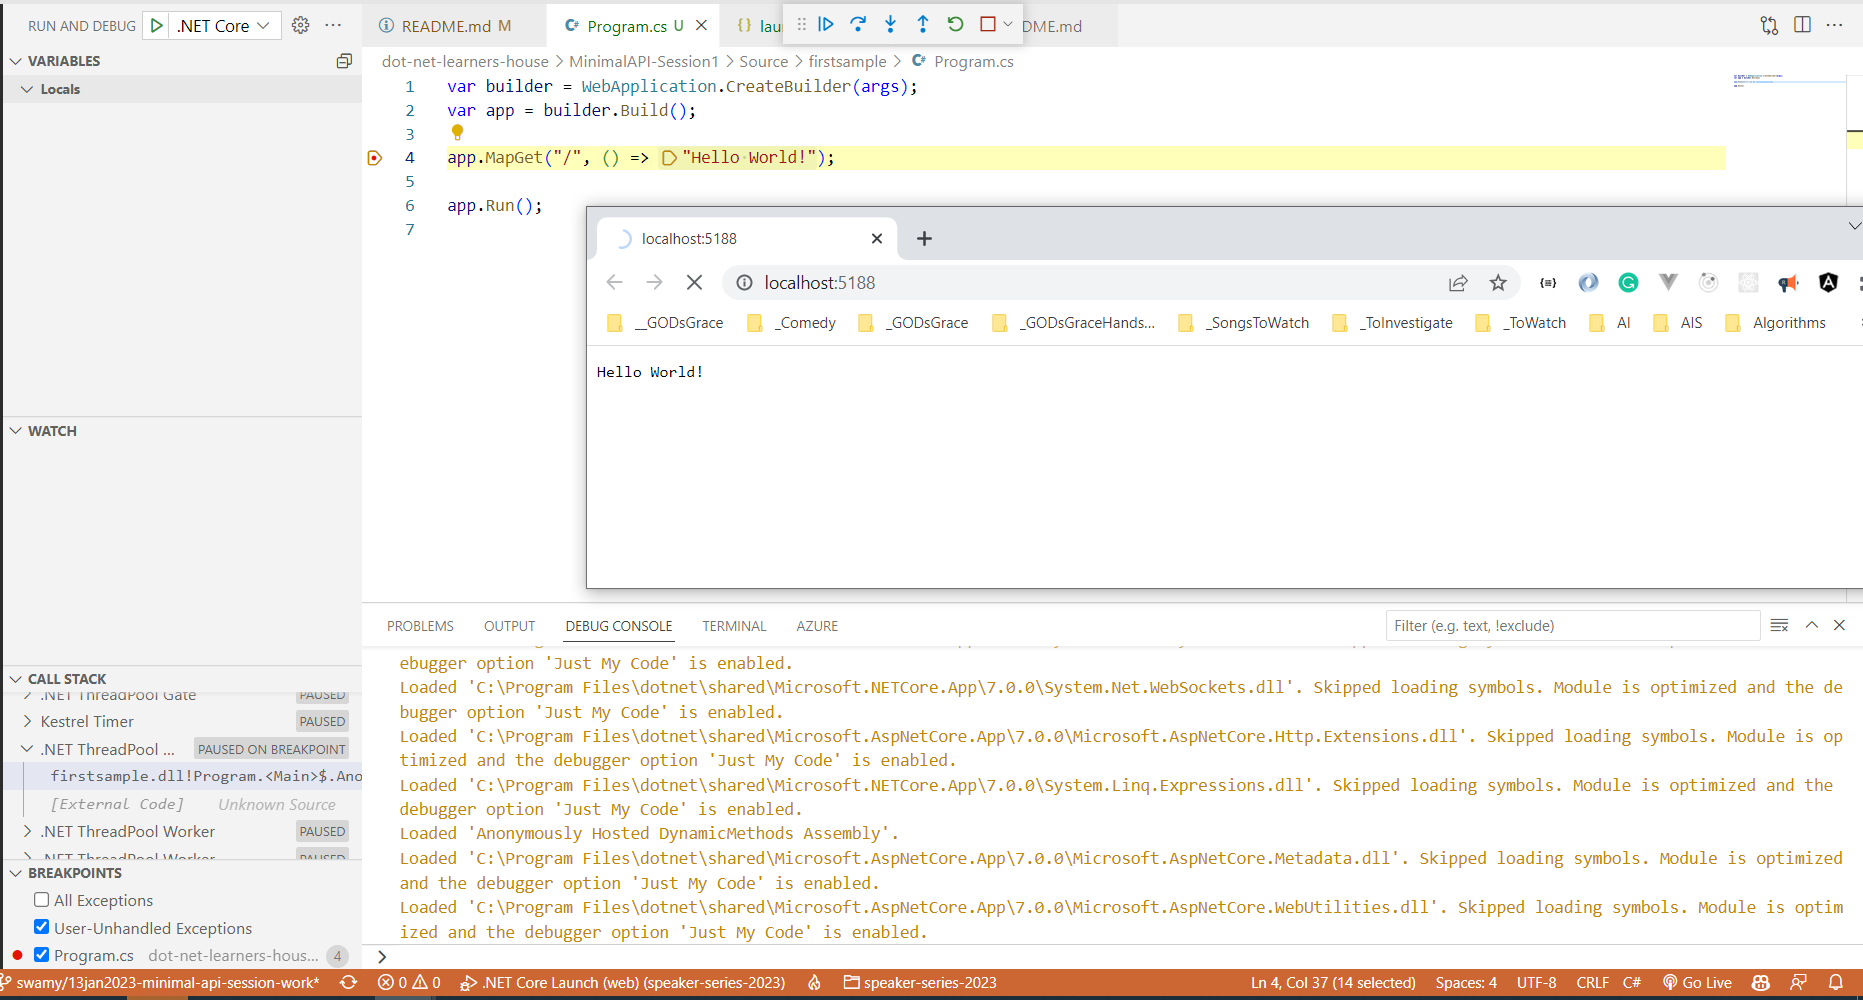 RUN AND DEBUG .NET Core
README.md M
Program.cs U
lau
DME.md
VARIABLES
Locals
dot-net-learners-house > MinimalAPI-Session1 > Source > firstsample > Program.cs
1 var builder = WebApplication.CreateBuilder(args);
2 var app = builder.Build();
3
4 app.MapGet("/", () => "Hello World!");
5
6 app.Run();
7
localhost:5188
localhost:5188
__GODsGrace _Comedy _GODsGrace _GODsGraceHands... _SongsToWatch _ToInvestigate _ToWatch AI AIS Algorithms
Hello World!
WATCH
CALL STACK
.NET ThreadPool Gate PAUSED
Kestrel Timer PAUSED
.NET ThreadPool ... PAUSED ON BREAKPOINT
firstsample.dll!Program.<Main>$.Ano
[External Code] Unknown Source
.NET ThreadPool Worker PAUSED
.NET ThreadPool Worker PAUSED
BREAKPOINTS
All Exceptions
User-Unhandled Exceptions
Program.cs dot-net-learners-hous... 4
PROBLEMS OUTPUT DEBUG CONSOLE TERMINAL AZURE
Filter (e.g. text, !exclude)
ebugger option 'Just My Code' is enabled.
Loaded 'C:\Program Files\dotnet\shared\Microsoft.NETCore.App\7.0.0\System.Net.WebSockets.dll'. Skipped loading symbols. Module is optimized and the de
bugger option 'Just My Code' is enabled.
Loaded 'C:\Program Files\dotnet\shared\Microsoft.AspNetCore.App\7.0.0\Microsoft.AspNetCore.Http.Extensions.dll'. Skipped loading symbols. Module is op
timized and the debugger option 'Just My Code' is enabled.
Loaded 'C:\Program Files\dotnet\shared\Microsoft.NETCore.App\7.0.0\System.Linq.Expressions.dll'. Skipped loading symbols. Module is optimized and the
debugger option 'Just My Code' is enabled.
Loaded 'Anonymously Hosted DynamicMethods Assembly'.
Loaded 'C:\Program Files\dotnet\shared\Microsoft.AspNetCore.App\7.0.0\Microsoft.AspNetCore.Metadata.dll'. Skipped loading symbols. Module is optimized
and the debugger option 'Just My Code' is enabled.
Loaded 'C:\Program Files\dotnet\shared\Microsoft.AspNetCore.App\7.0.0\Microsoft.AspNetCore.WebUtilities.dll'. Skipped loading symbols. Module is optim
ized and the debugger option 'Just My Code' is enabled.
swamy/13jan2023-minimal-api-session-work* 0 0 .NET Core Launch (web) (speaker-series-2023) speaker-series-2023 Ln 4, Col 37 (14 selected) Spaces: 4 UTF-8 CRLF C# Go Live